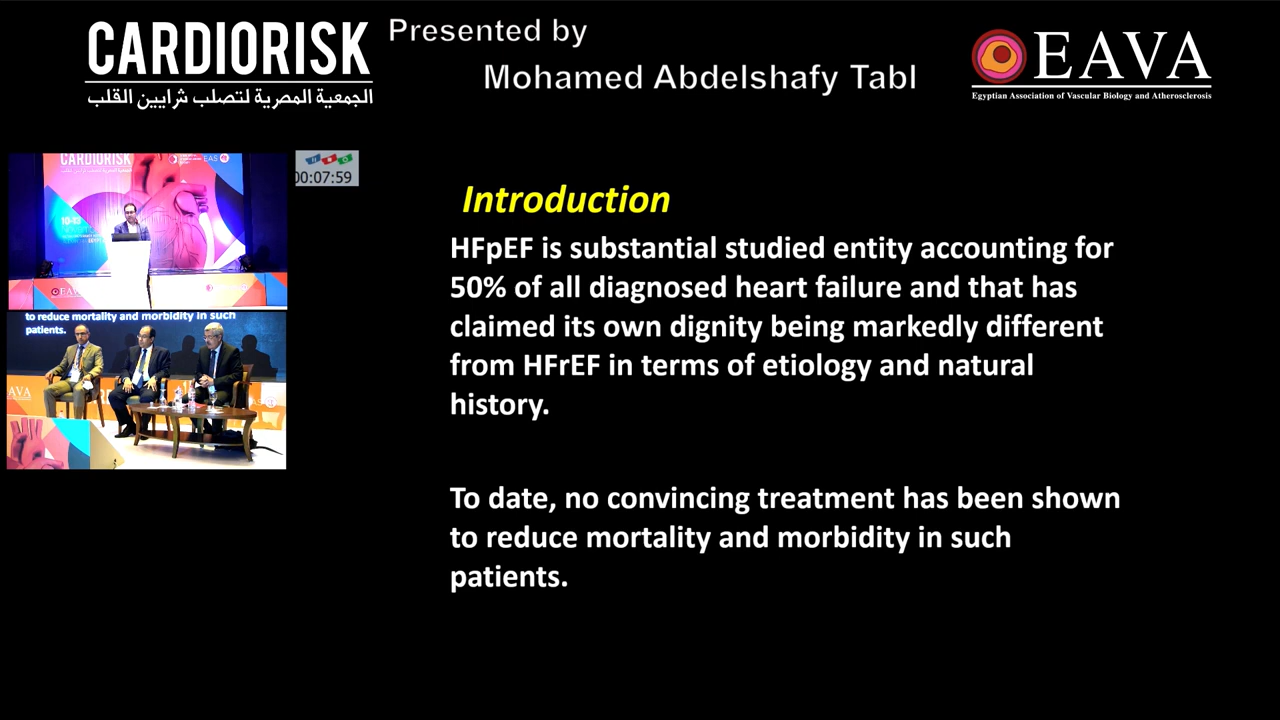 CARDIORISK
الجمعية المصرية لتصلب شرايين القلب
Presented by
Mohamed Abdelshafy Tabl
EAVA
Egyptian Association of Vascular Biology and Atherosclerosis
CARDIORISK
EAS
EAVA
00:07:59
to reduce mortality and morbidity in such
patients.
Introduction
HFpEF is substantial studied entity accounting for
50% of all diagnosed heart failure and that has
claimed its own dignity being markedly different
from HFrEF in terms of etiology and natural
history.
To date, no convincing treatment has been shown
to reduce mortality and morbidity in such
patients.